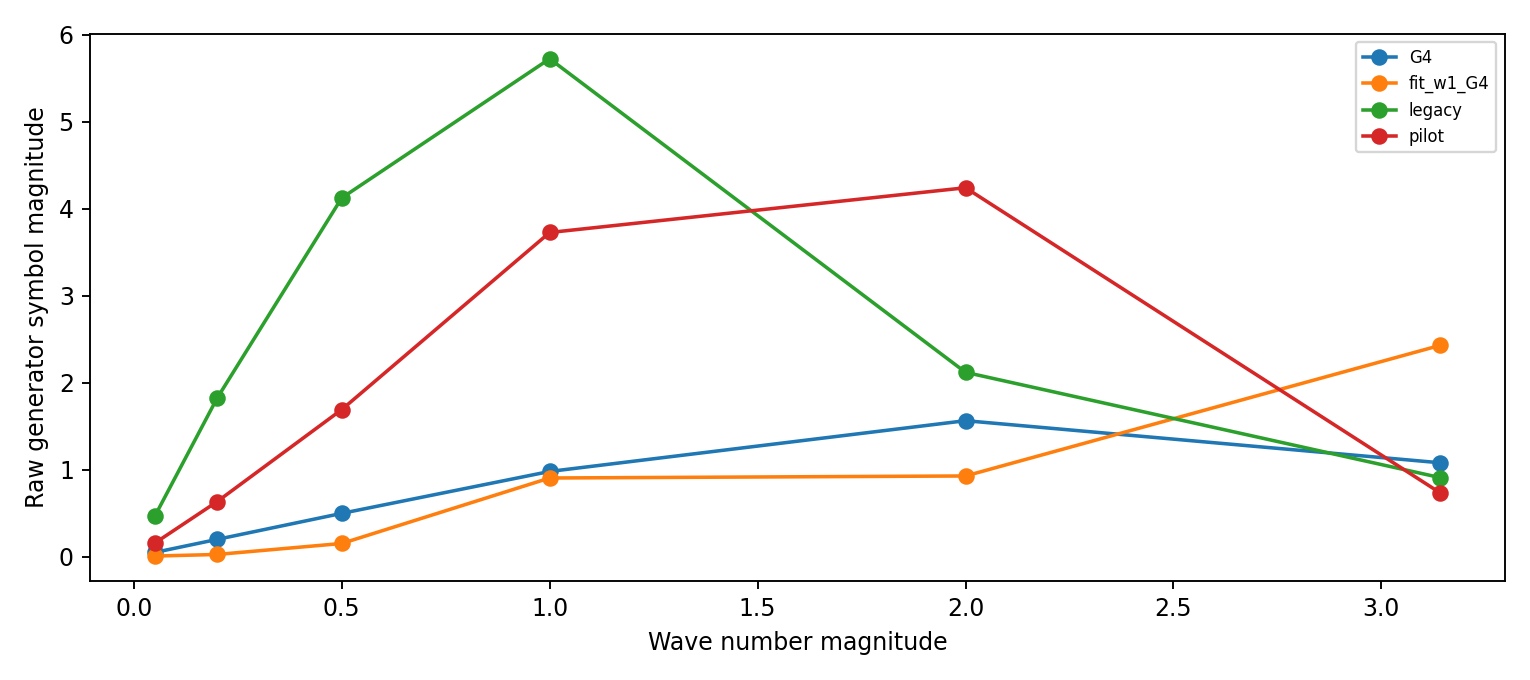 6
5
4
3
2
1
0
Raw generator symbol magnitude
0.0 0.5 1.0 1.5 2.0 2.5 3.0
Wave number magnitude
G4
fit_w1_G4
legacy
pilot